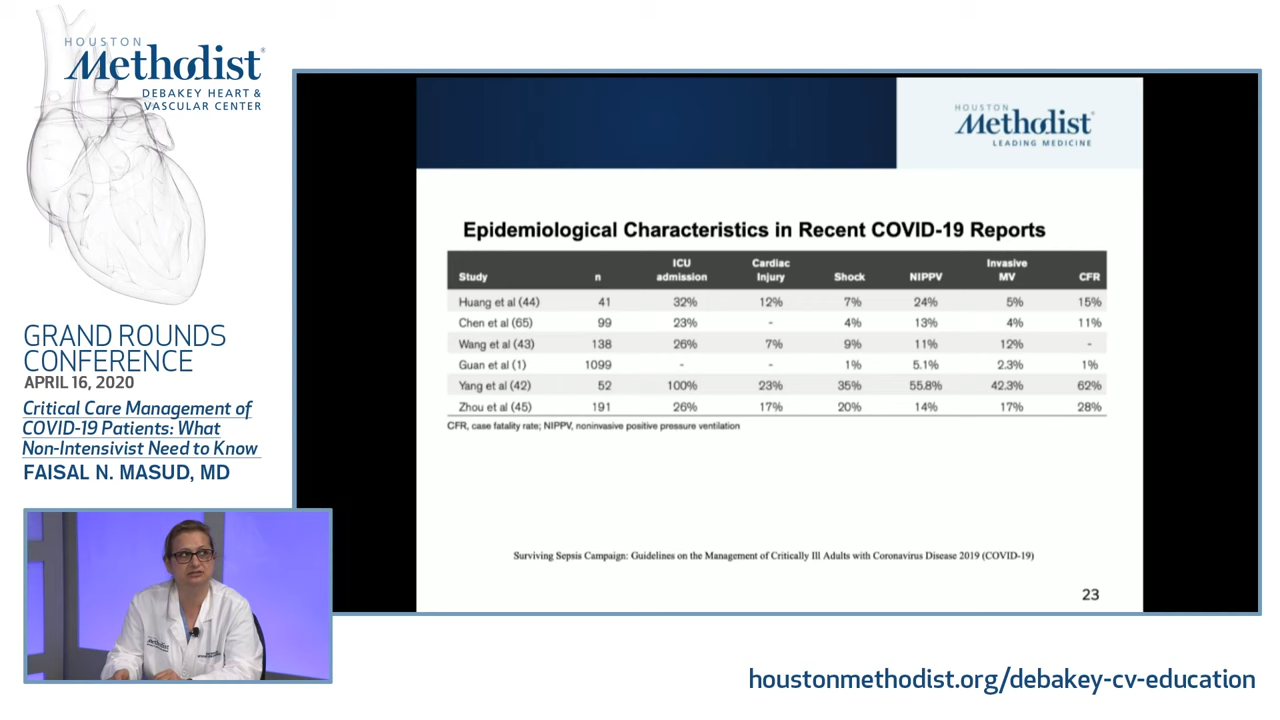 HOUSTON
Methodist®
DEBAKEY HEART &
VASCULAR CENTER
GRAND ROUNDS
CONFERENCE
APRIL 16, 2020
Critical Care Management of
COVID-19 Patients: What
Non-Intensivist Need to Know
FAISAL N. MASUD, MD
HOUSTON
Methodist
LEADING MEDICINE
Epidemiological Characteristics in Recent COVID-19 Reports
Study n ICU admission Cardiac Injury Shock NIPPV Invasive MV CFR
Huang et al (44) 41 32% 12% 7% 24% 5% 15%
Chen et al (65) 99 23% - 4% 13% 4% 11%
Wang et al (43) 138 26% 7% 9% 11% 12% -
Guan et al (1) 1099 - - 1% 5.1% 2.3% 1%
Yang et al (42) 52 100% 23% 35% 55.8% 42.3% 62%
Zhou et al (45) 191 26% 17% 20% 14% 17% 28%
CFR, case fatality rate; NIPPV, noninvasive positive pressure ventilation
Surviving Sepsis Campaign: Guidelines on the Management of Critically Ill Adults with Coronavirus Disease 2019 (COVID-19)
23
Methodist
houstonmethodist.org/debakey-cv-education